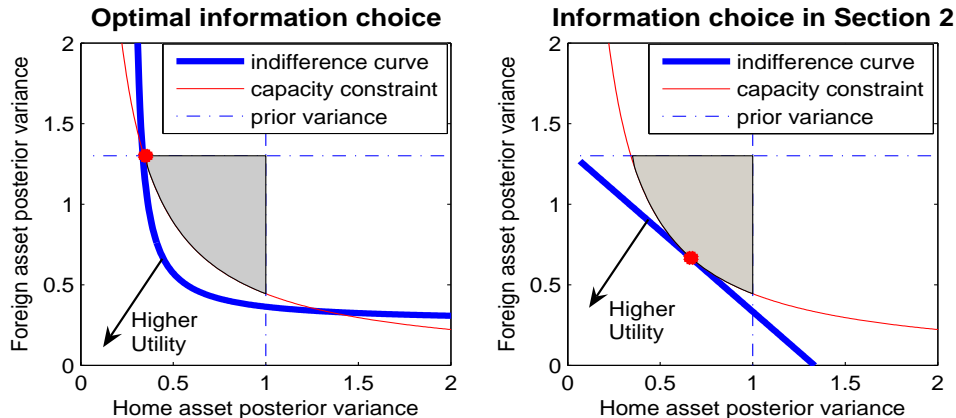 Optimal information choice
2
1.5
1
0.5
0
0
0.5
1
1.5
2
Foreign asset posterior variance
Home asset posterior variance
indifference curve
capacity constraint
prior variance
Higher
Utility
Information choice in Section 2
2
1.5
1
0.5
0
0
0.5
1
1.5
2
Foreign asset posterior variance
Home asset posterior variance
indifference curve
capacity constraint
prior variance
Higher
Utility